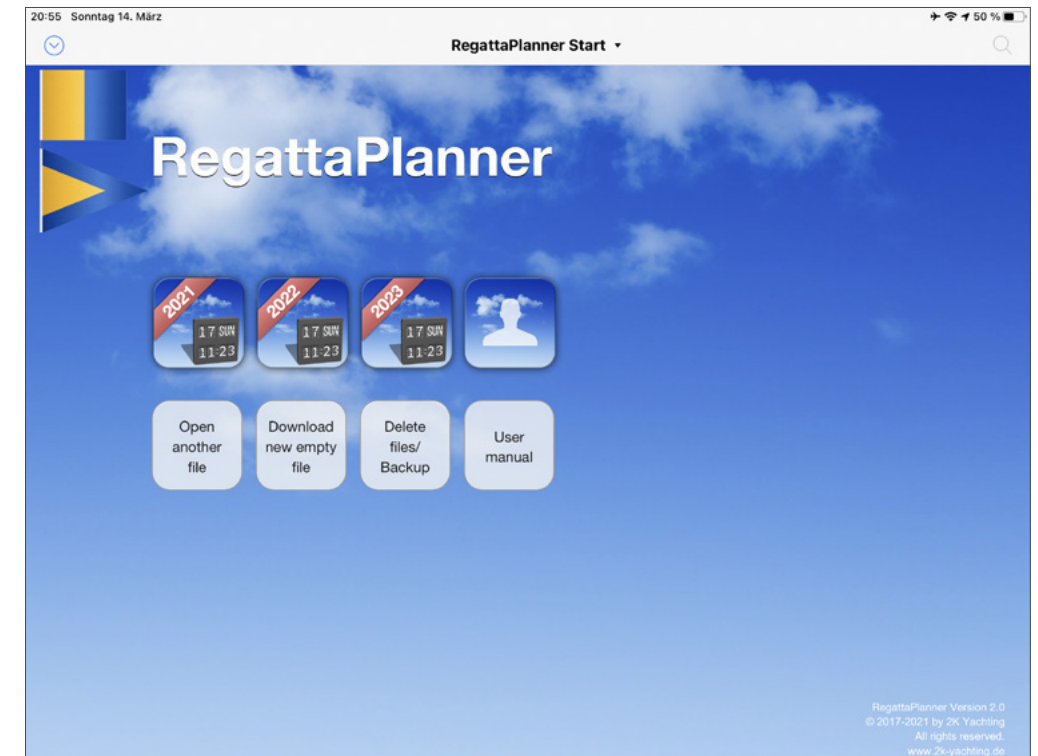 20:55 Sonntag 14. März
50 %
RegattaPlanner Start
RegattaPlanner
2021
2022
2023
17 SUN
11:23
17 SUN
11:23
17 SUN
11:23
Open
another
file
Download
new empty
file
Delete
files/
Backup
User
manual
RegattaPlanner Version 2.0
© 2017-2021 by 2K Yachting
All rights reserved.
www.2k-yachting.de